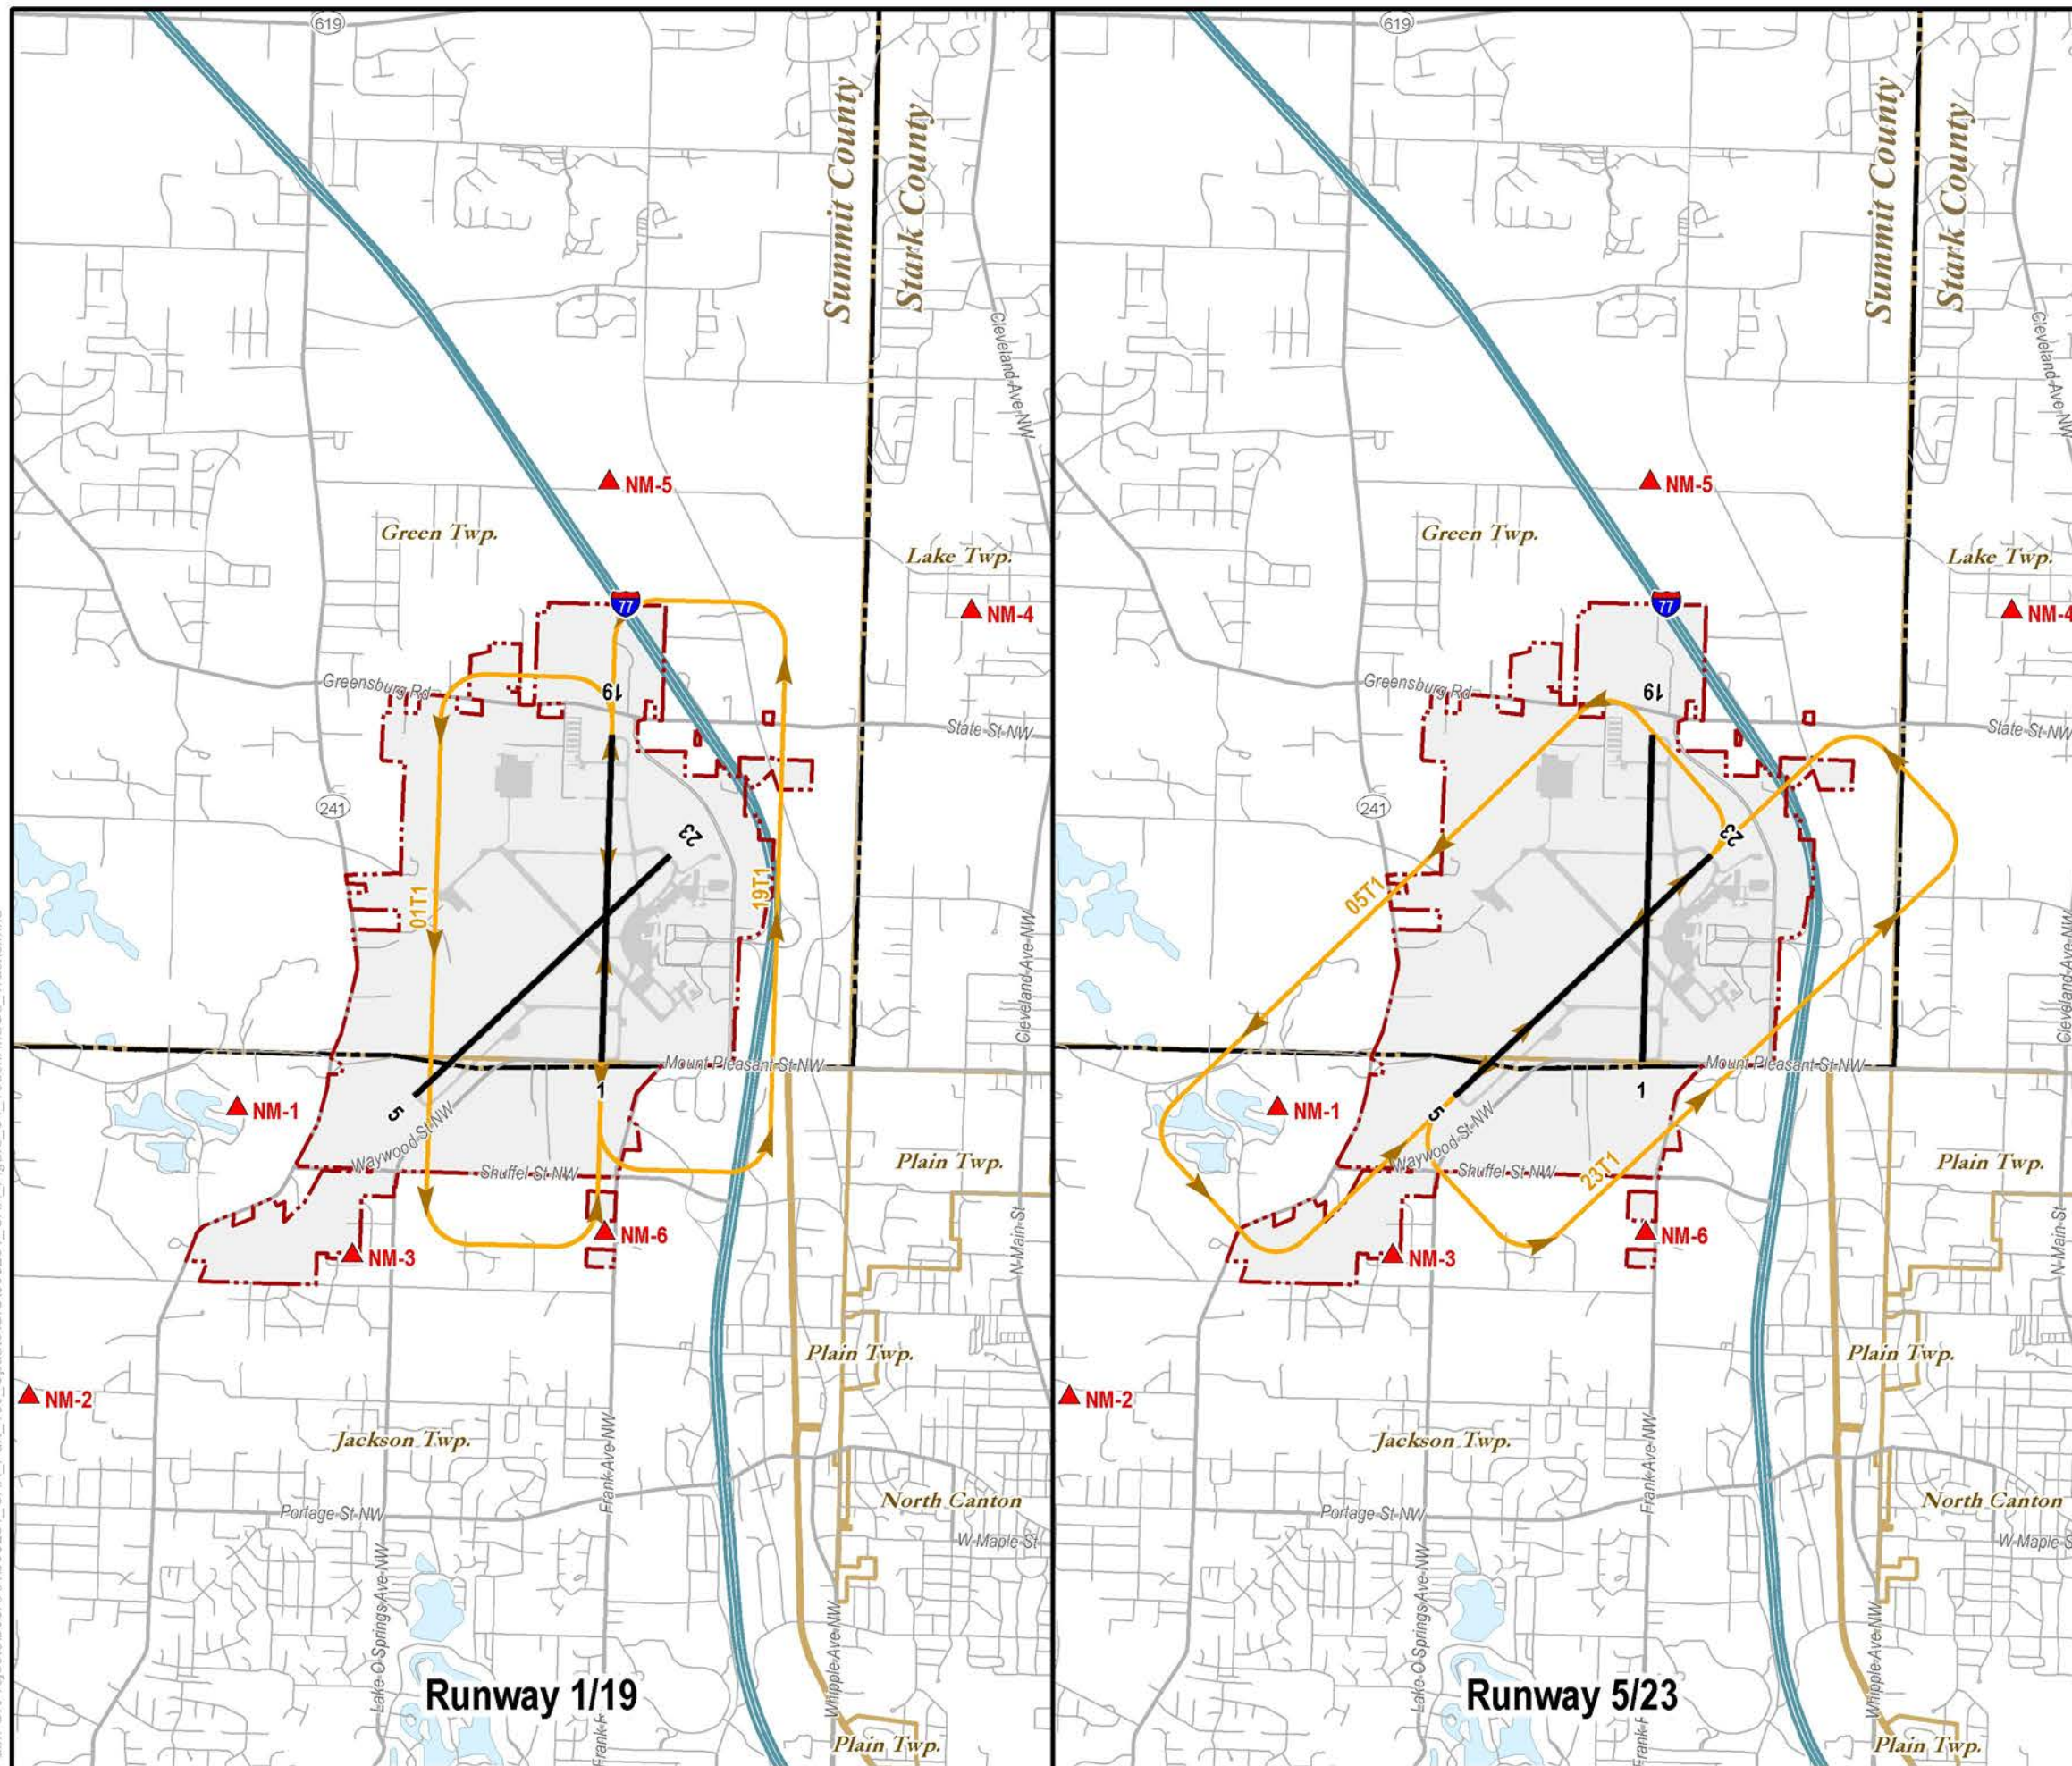 619
Summit County
Stark County
Cleveland Ave NW
NM-5
Green Twp.
Lake Twp.
77
NM-4
Greensburg Rd
19
State St NW
241
23
01T1
19T1
Cleveland Ave NW
Mount Pleasant St NW
1
5
NM-1
Waywood St NW
Shuffel St NW
Plain Twp.
N Main St
NM-6
NM-3
Plain Twp.
NM-2
Jackson Twp.
Frank Ave NW
North Canton
Portage St NW
W Maple St
Lake O Springs Ave NW
Whipple Ave NW
Runway 1/19
Plain Twp.
619
Summit County
Stark County
Cleveland Ave NW
NM-5
Green Twp.
Lake Twp.
77
NM-4
Greensburg Rd
19
State St NW
241
23
05T1
Cleveland Ave NW
Mount Pleasant St NW
1
5
NM-1
Waywood St NW
Shuffel St NW
23T1
Plain Twp.
N Main St
NM-6
NM-3
Plain Twp.
NM-2
Jackson Twp.
Frank Ave NW
North Canton
Portage St NW
W Maple S
Lake O Springs Ave NW
Whipple Ave NW
Runway 5/23
Plain Twp.